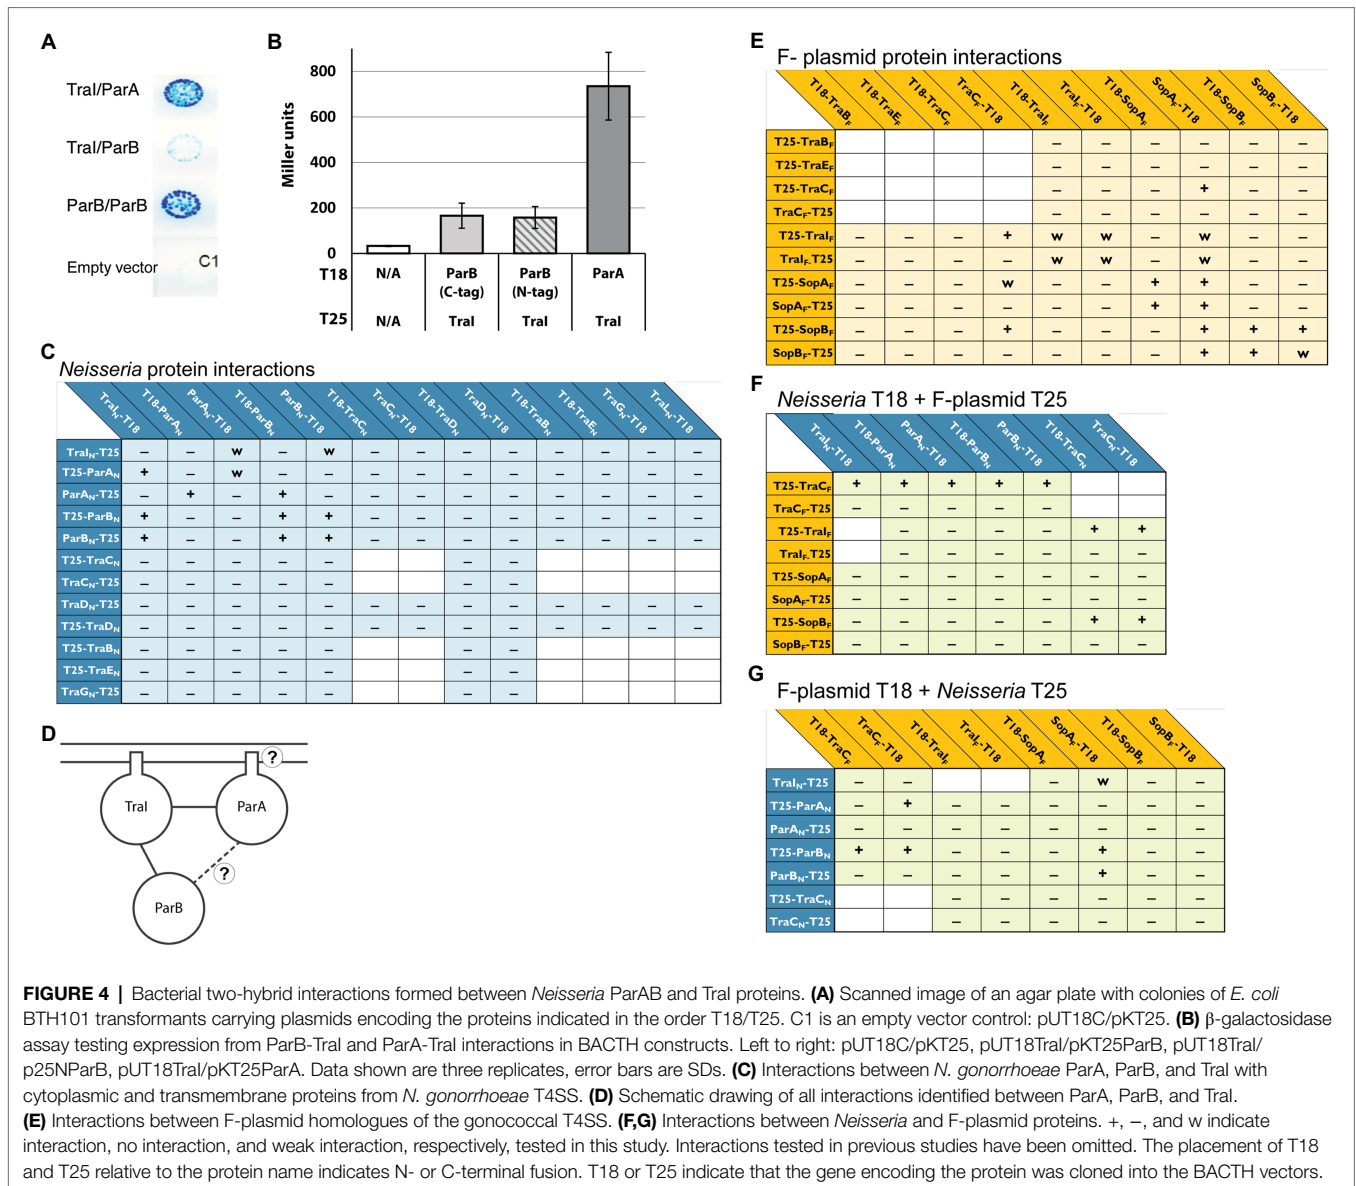 A
TraI/ParA
TraI/ParB
ParB/ParB
Empty vector C1
B
Miller units
800
600
400
200
0
T18 N/A ParB (C-tag) ParB (N-tag) ParA
T25 N/A TraI TraI TraI
C
Neisseria protein interactions
TraIN-T18 T18-ParAN ParAN-T18 T18-ParBN ParBN-T18 T18-TraCN TraCN-T18 T18-TraDN TraDN-T18 T18-TraBN T18-TraEN TraGN-T18 TraLN-T18
TraIN-T25 – – w – w – – – – – – – –
T25-ParAN + – w – – – – – – – – – –
ParAN-T25 – + – + – – – – – – – – –
T25-ParBN + – – + + – – – – – – – –
ParBN-T25 + – – + + – – – – – – – –
T25-TraCN – – – – – – –
TraCN-T25 – – – – – – –
TraDN-T25 – – – – – – – – – – – – –
T25-TraDN – – – – – – – – – – – – –
T25-TraBN – – – – – – –
T25-TraEN – – – – – – –
TraGN-T25 – – – – – – –
D
?
TraI
ParA
?
ParB
E
F- plasmid protein interactions
T18-TraBF T18-TraEF T18-TraCF TraCF-T18 T18-TraIF TraIF-T18 T18-SopAF SopAF-T18 T18-SopBF SopBF-T18
T25-TraBF – – – – – –
T25-TraEF – – – – – –
T25-TraCF – – – + – –
TraCF-T25 – – – – – –
T25-TraIF – – – + w w – w – –
TraIF-T25 – – – – w w – w – –
T25-SopAF – – – w – – + + – –
SopAF-T25 – – – – – – + + – –
T25-SopBF – – – + – – – + + +
SopBF-T25 – – – – – – – + + w
F
Neisseria T18 + F-plasmid T25
TraIN-T18 T18-ParAN ParAN-T18 T18-ParBN ParBN-T18 T18-TraCN TraCN-T18
T25-TraCF + + + + +
TraCF-T25 – – – – –
T25-TraIF – – – – + +
TraIF-T25 – – – – – –
T25-SopAF – – – – – – –
SopAF-T25 – – – – – – –
T25-SopBF – – – – – + +
SopBF-T25 – – – – – – –
G
F-plasmid T18 + Neisseria T25
T18-TraCF TraCF-T18 T18-TraIF TraIF-T18 T18-SopAF SopAF-T18 T18-SopBF SopBF-T18
TraIN-T25 – – – w – –
T25-ParAN – + – – – – – –
ParAN-T25 – – – – – – – –
T25-ParBN + + – – – + – –
ParBN-T25 – – – – – + – –
T25-TraCN – – – – – –
TraCN-T25 – – – – – –
FIGURE 4 | Bacterial two-hybrid interactions formed between Neisseria ParAB and TraI proteins. (A) Scanned image of an agar plate with colonies of E. coli
BTH101 transformants carrying plasmids encoding the proteins indicated in the order T18/T25. C1 is an empty vector control: pUT18C/pKT25. (B) β-galactosidase
assay testing expression from ParB-TraI and ParA-TraI interactions in BACTH constructs. Left to right: pUT18C/pKT25, pUT18TraI/pKT25ParB, pUT18TraI/
p25NParB, pUT18TraI/pKT25ParA. Data shown are three replicates, error bars are SDs. (C) Interactions between N. gonorrhoeae ParA, ParB, and TraI with
cytoplasmic and transmembrane proteins from N. gonorrhoeae T4SS. (D) Schematic drawing of all interactions identified between ParA, ParB, and TraI.
(E) Interactions between F-plasmid homologues of the gonococcal T4SS. (F,G) Interactions between Neisseria and F-plasmid proteins. +, −, and w indicate
interaction, no interaction, and weak interaction, respectively, tested in this study. Interactions tested in previous studies have been omitted. The placement of T18
and T25 relative to the protein name indicates N- or C-terminal fusion. T18 or T25 indicate that the gene encoding the protein was cloned into the BACTH vectors.